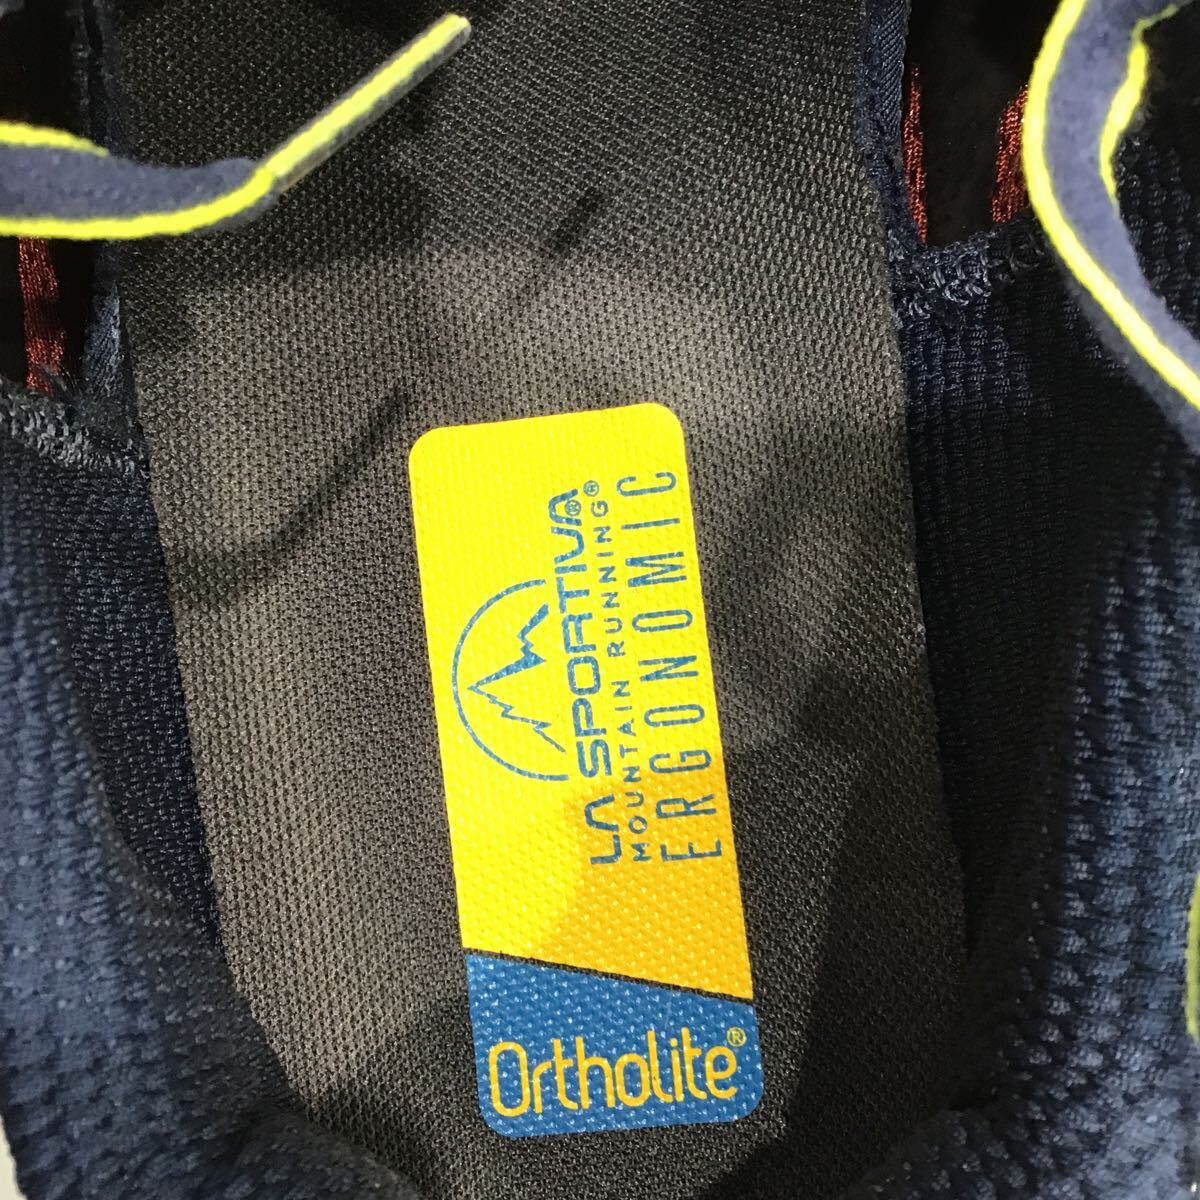 LA SPORTIVA®
MOUNTAIN RUNNING®
ERGONOMIC
Ortholite®